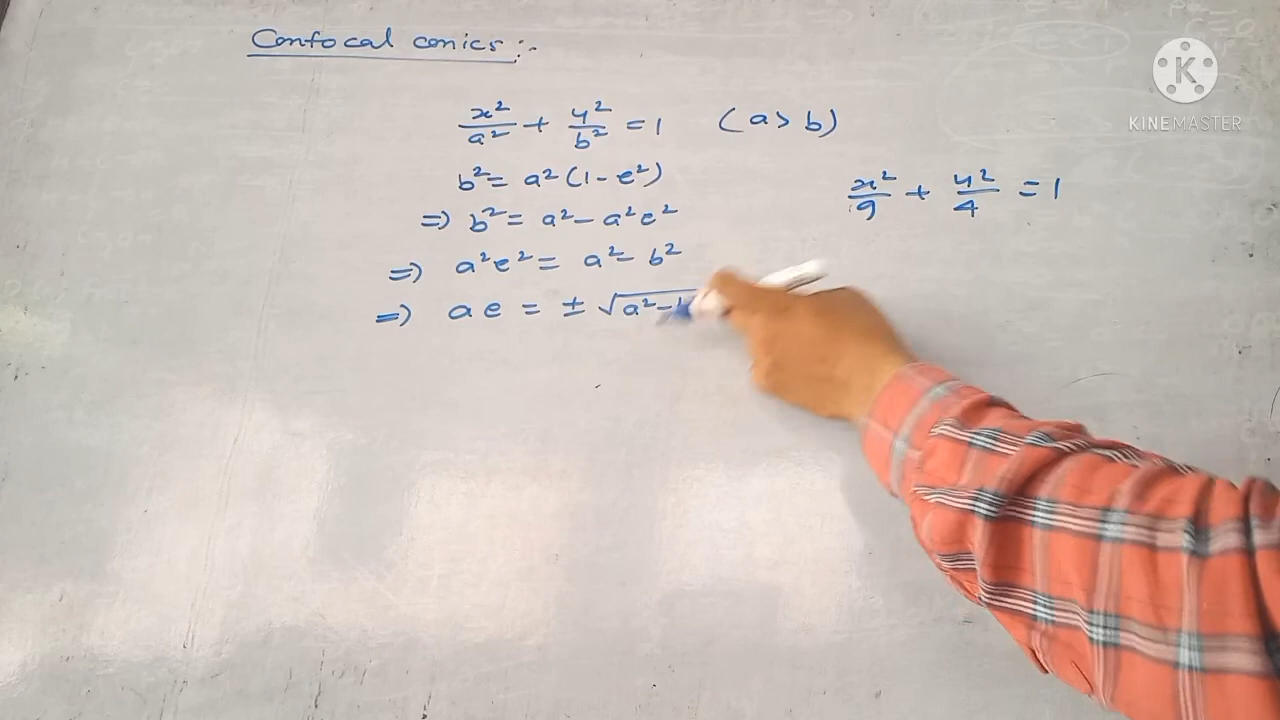 Confocal conics :-
x²/a² + y²/b² = 1 (a > b)
b² = a² (1 - e²)
x²/9 + y²/4 = 1
=) b² = a² - a²e²
=) a²e² = a² - b²
=) ae = ± √a² -
K
KINEMASTER